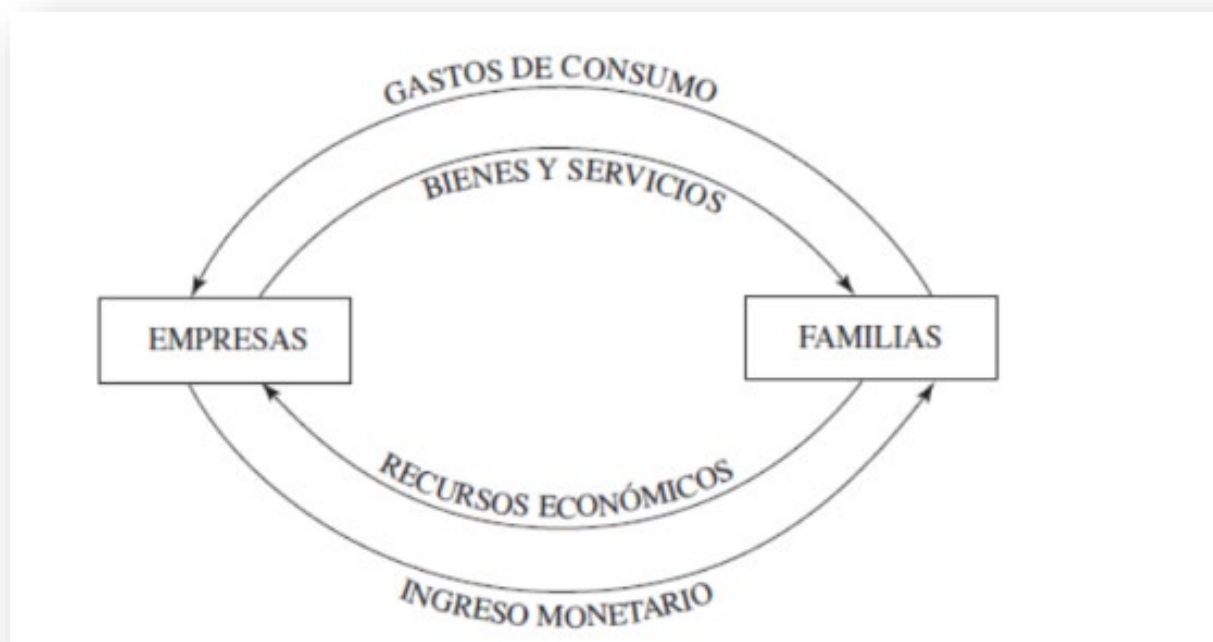 GASTOS DE CONSUMO
BIENES Y SERVICIOS
EMPRESAS
FAMILIAS
RECURSOS ECONÓMICOS
INGRESO MONETARIO